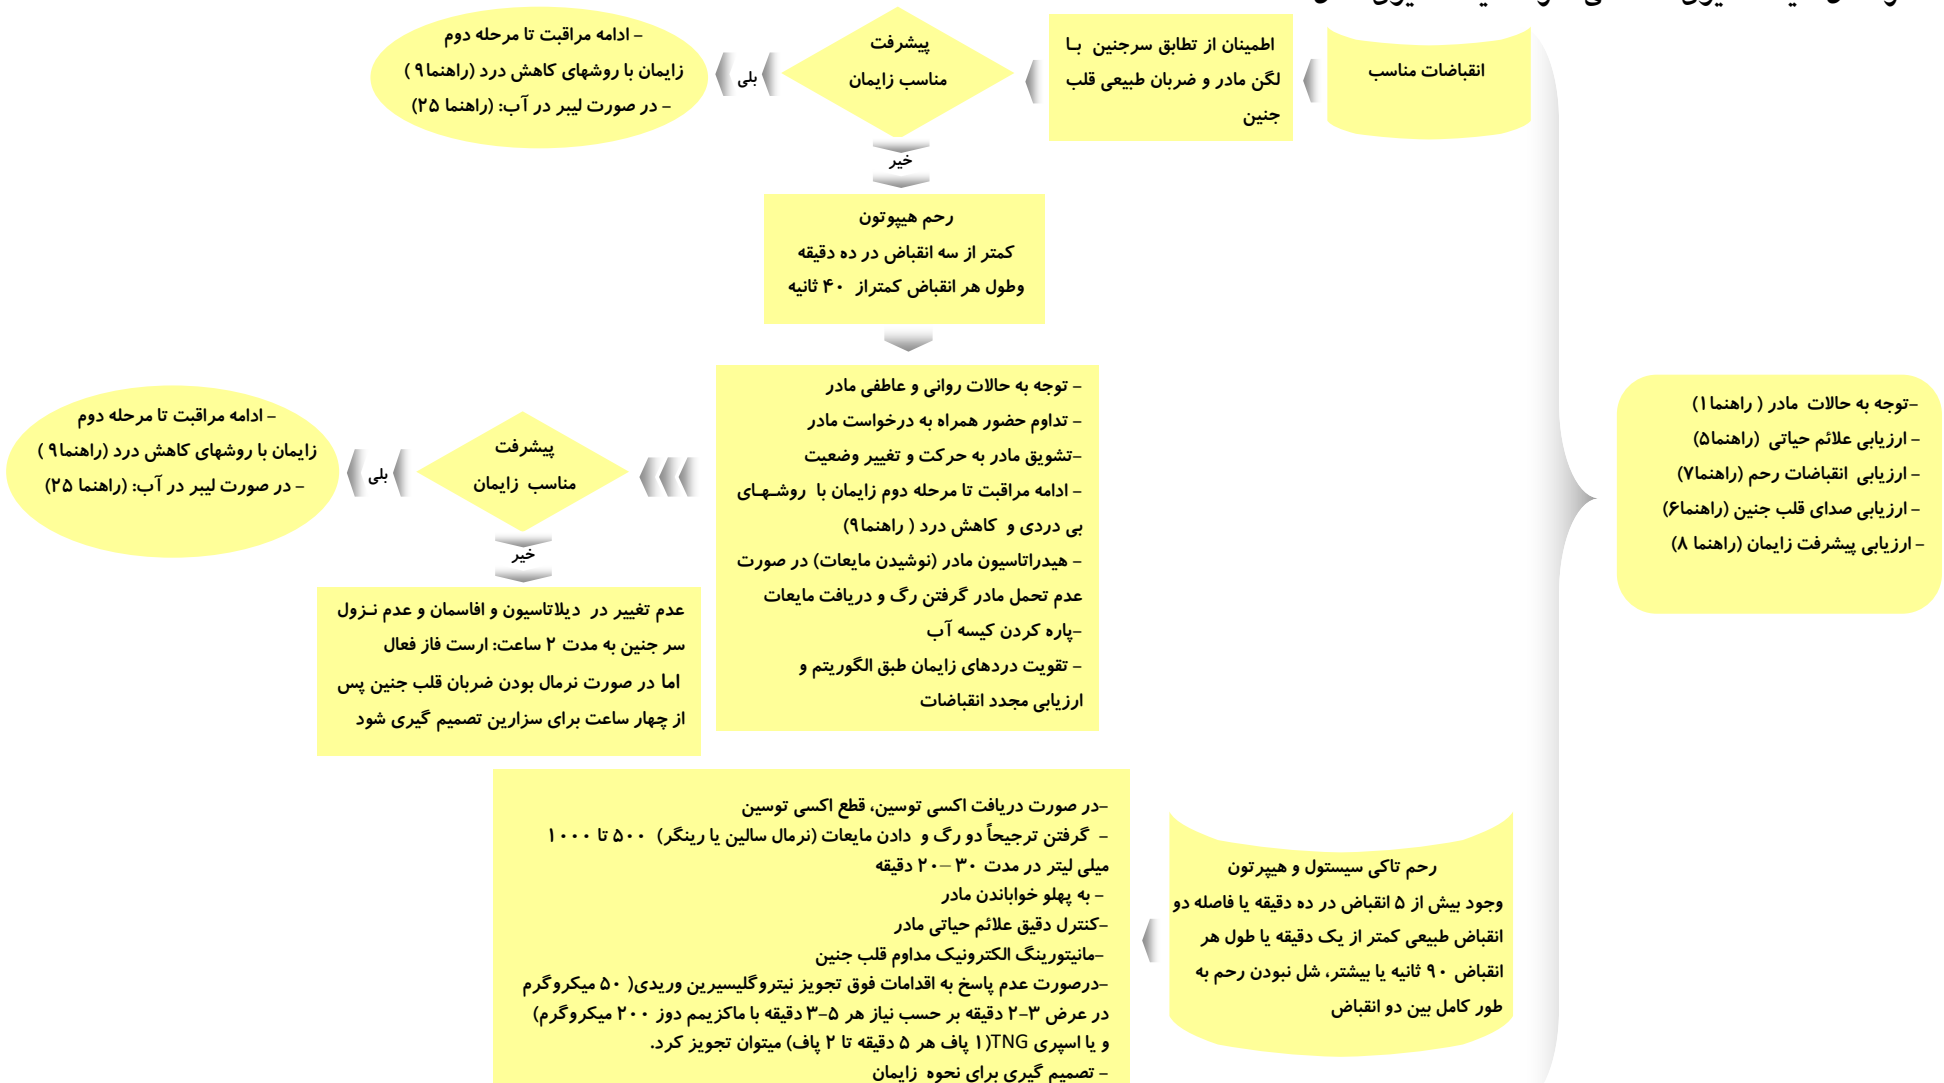 –توجه به حالات مادر ( راهنما۱)
– ارزیابی علائم حیاتی (راهنما۵)
– ارزیابی انقباضات رحم (راهنما۷)
– ارزیابی صدای قلب جنین (راهنما۶)
– ارزیابی پیشرفت زایمان (راهنما ۸)
انقباضات مناسب
اطمینان از تطابق سرجنین با
لگن مادر و ضربان طبیعی قلب
جنین
پیشرفت
مناسب زایمان
بلی
– ادامه مراقبت تا مرحله دوم
زایمان با روشهای کاهش درد (راهنما۹ )
– در صورت لیبر در آب: (راهنما ۲۵)
خیر
رحم هیپوتون
کمتر از سه انقباض در ده دقیقه
وطول هر انقباض کمتراز ۴۰ ثانیه
– توجه به حالات روانی و عاطفی مادر
– تداوم حضور همراه به درخواست مادر
–تشویق مادر به حرکت و تغییر وضعیت
– ادامه مراقبت تا مرحله دوم زایمان با روشـهـای
بی دردی و کاهش درد ( راهنما۹)
– هیدراتاسیون مادر (نوشیدن مایعات) در صورت
عدم تحمل مادر گرفتن رگ و دریافت مایعات
–پاره کردن کیسه آب
– تقویت دردهای زایمان طبق الگوریتم و
ارزیابی مجدد انقباضات
پیشرفت
مناسب زایمان
بلی
– ادامه مراقبت تا مرحله دوم
زایمان با روشهای کاهش درد (راهنما۹ )
– در صورت لیبر در آب: (راهنما ۲۵)
خیر
عدم تغییر در دیلاتاسیون و افاسمان و عدم نـزول
سر جنین به مدت ۲ ساعت: ارست فاز فعال
اما در صورت نرمال بودن ضربان قلب جنین پس
از چهار ساعت برای سزارین تصمیم گیری شود
رحم تاکی سیستول و هیپرتون
وجود بیش از ۵ انقباض در ده دقیقه یا فاصله دو
انقباض طبیعی کمتر از یک دقیقه یا طول هر
انقباض ۹۰ ثانیه یا بیشتر، شل نبودن رحم به
طور کامل بین دو انقباض
–در صورت دریافت اکسی توسین، قطع اکسی توسین
– گرفتن ترجیحاً دو رگ و دادن مایعات (نرمال سالین یا رینگر) ۵۰۰ تا ۱۰۰۰
میلی لیتر در مدت ۳۰ –۲۰ دقیقه
– به پهلو خواباندن مادر
–کنترل دقیق علائم حیاتی مادر
–مانیتورینگ الکترونیک مداوم قلب جنین
–درصورت عدم پاسخ به اقدامات فوق تجویز نیتروگلیسیرین وریدی( ۵۰ میکروگرم
در عرض ۳–۲ دقیقه بر حسب نیاز هر ۵–۳ دقیقه با ماکزیمم دوز ۲۰۰ میکروگرم)
و یا اسپری TNG(۱ پاف هر ۵ دقیقه تا ۲ پاف) میتوان تجویز کرد.
– تصمیم گیری برای نحوه زایمان